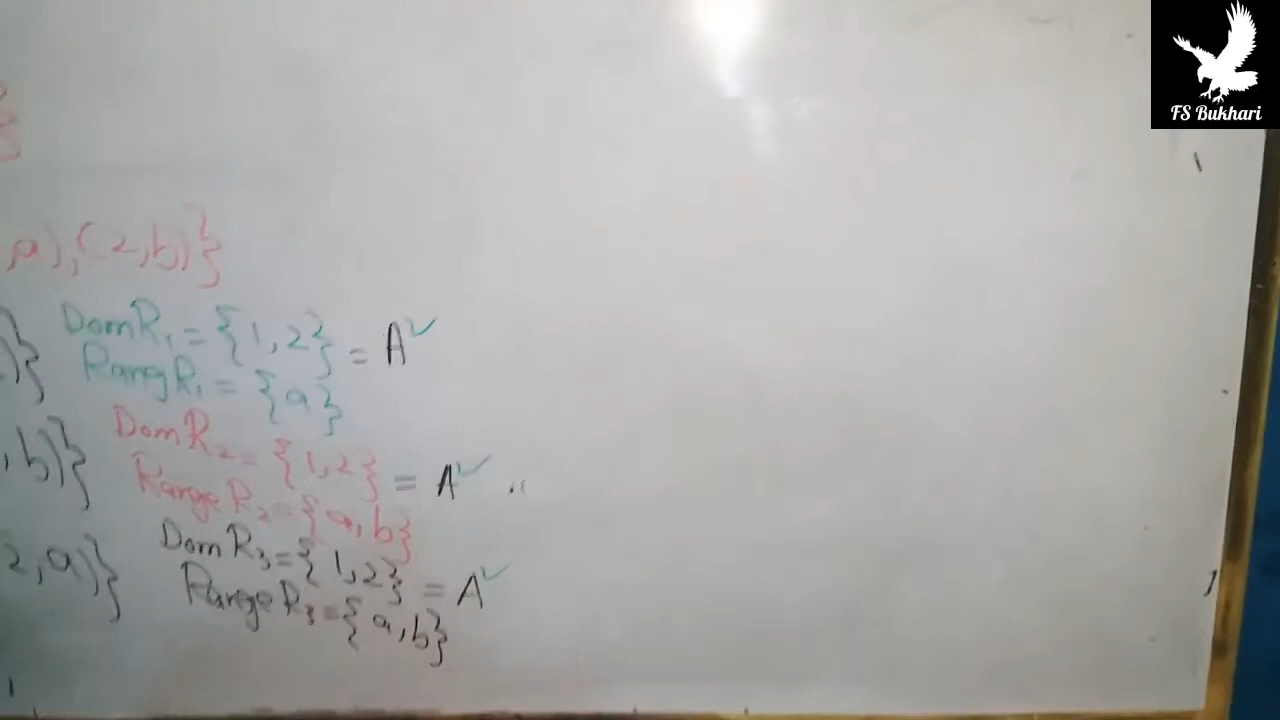 FS Bukhari
,a),(2,b)}
Dom R₁ = {1,2} = A ✓
Rang R₁ = {a}
)}
Dom R₂ = {1,2} = A ✓
,b)}
Range R₂ = {a,b}
Dom R₃ = {1,2} = A ✓
2,a)}
Range R₃ = {a,b}